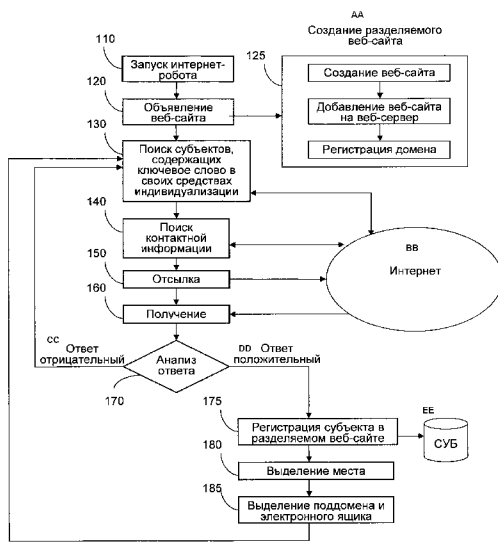 AA
Создание разделяемого
веб-сайта
110
Запуск интернет-
робота
125
Создание веб-сайта
120
Объявление
веб-сайта
Добавление веб-сайта
на веб-сервер
130
Поиск субъектов,
содержащих
ключевое слово в
своих средствах
индивидуализации
Регистрация домена
140
Поиск
контактной
информации
BB
Интернет
150
Отсылка
160
Получение
CC
Ответ
отрицательный
DD Ответ
положительный
Анализ
ответа
170
175
Регистрация субъекта в
разделяемом веб-сайте
EE
СУБ
180
Выделение места
185
Выделение поддомена и
электронного ящика